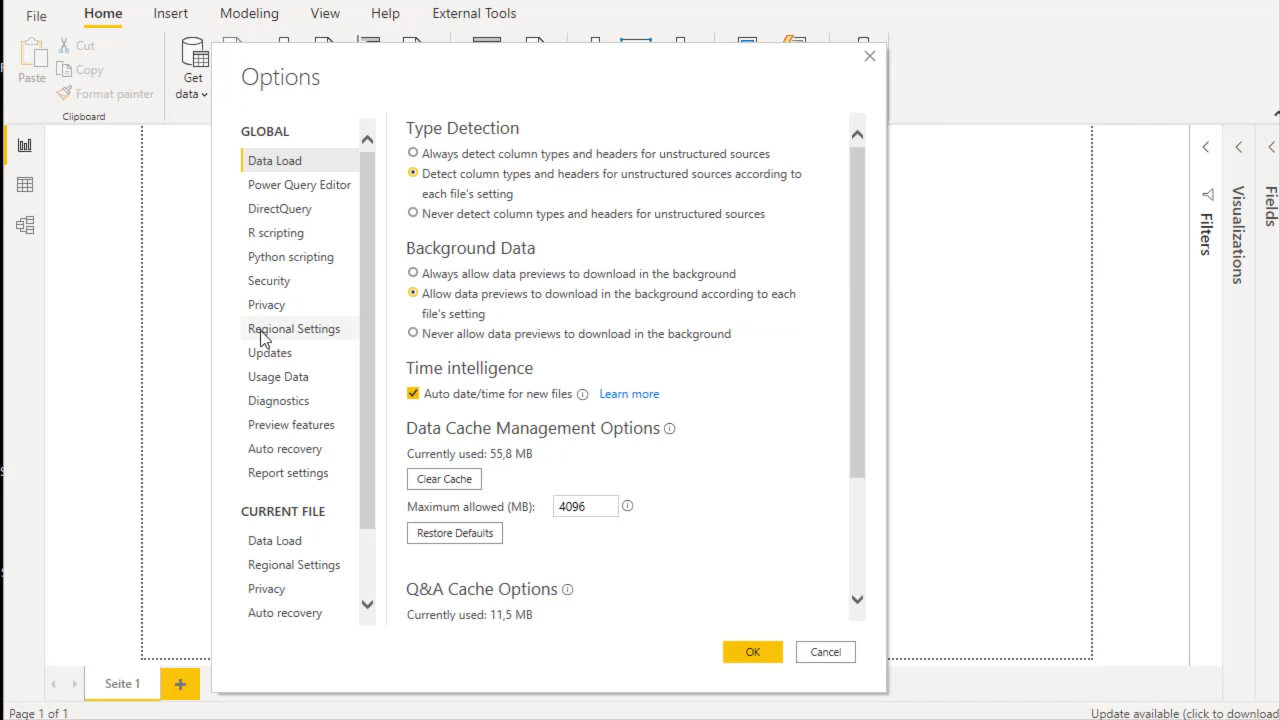 File
Home
Insert
Modeling
View
Help
External Tools
Paste
Cut
Copy
Format painter
Clipboard
Get
data
Options
GLOBAL
Data Load
Power Query Editor
DirectQuery
R scripting
Python scripting
Security
Privacy
Regional Settings
Updates
Usage Data
Diagnostics
Preview features
Auto recovery
Report settings
CURRENT FILE
Data Load
Regional Settings
Privacy
Auto recovery
Type Detection
Always detect column types and headers for unstructured sources
Detect column types and headers for unstructured sources according to
each file's setting
Never detect column types and headers for unstructured sources
Background Data
Always allow data previews to download in the background
Allow data previews to download in the background according to each
file's setting
Never allow data previews to download in the background
Time intelligence
Auto date/time for new files
Learn more
Data Cache Management Options
Currently used: 55,8 MB
Clear Cache
Maximum allowed (MB): 4096
Restore Defaults
Q&A Cache Options
Currently used: 11,5 MB
OK
Cancel
Filters
Visualizations
Fields
Seite 1
Page 1 of 1
Update available (click to download